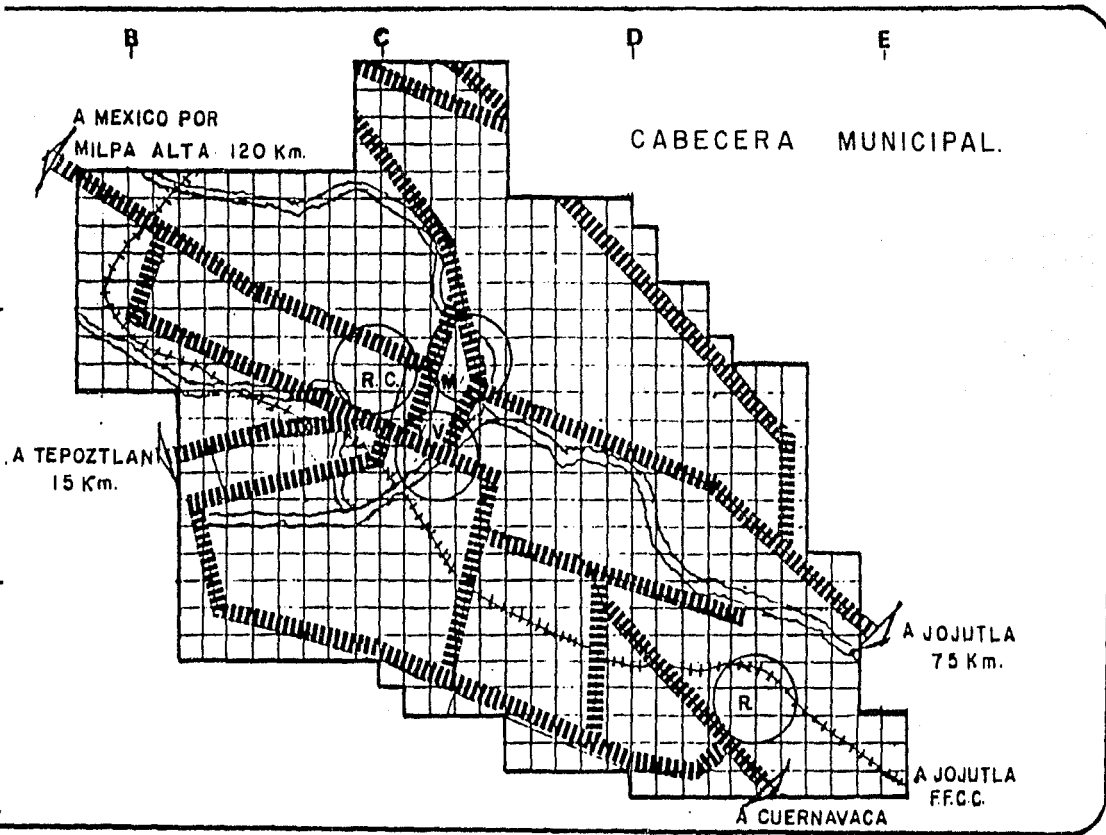 B C D E
A MEXICO POR
MILPA ALTA 120 Km.
CABECERA MUNICIPAL.
R.C.
M.
V.
A TEPOZTLAN
15 Km.
A JOJUTLA
75 Km.
R.
A JOJUTLA
F.F.C.C.
A CUERNAVACA